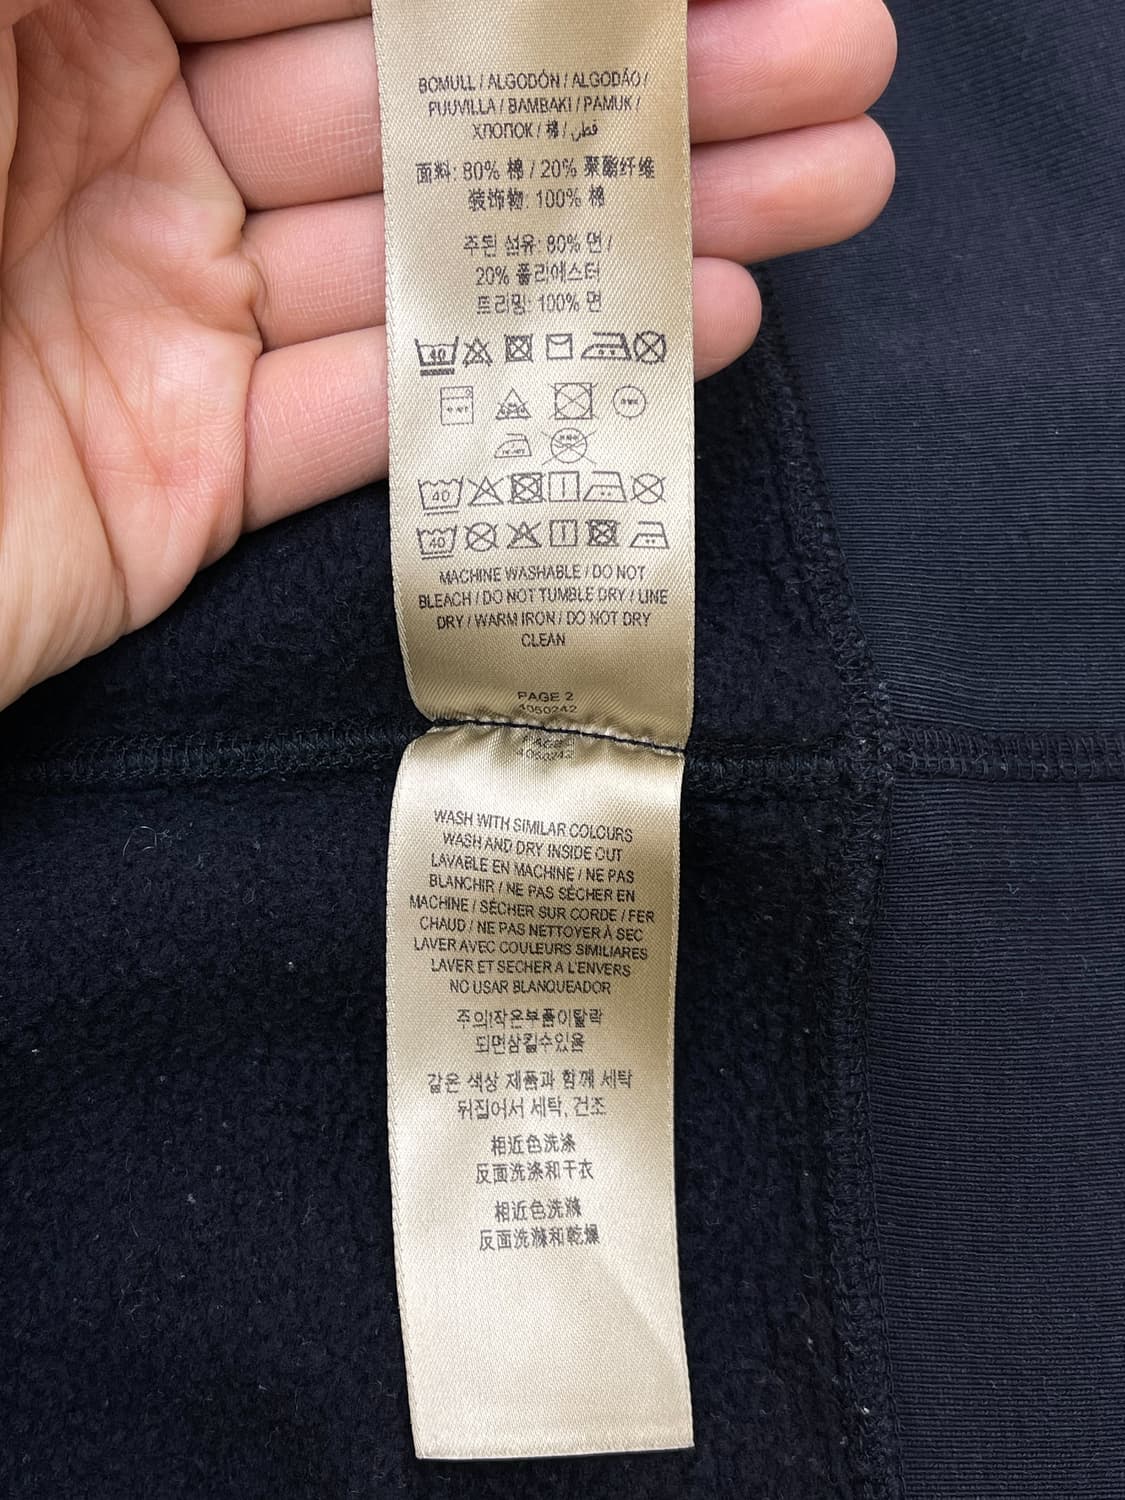 BOMULL / ALGODÓN / ALGODÃO /
PUUVILLA / BAMBAKI / PAMUK /
ХЛОПОК / 棉 / قطن
面料: 80% 棉 / 20% 聚酯纤维
装饰物: 100% 棉
주된 섬유: 80% 면 /
20% 폴리에스터
트리밍: 100% 면
40
40
40
MACHINE WASHABLE / DO NOT
BLEACH / DO NOT TUMBLE DRY / LINE
DRY / WARM IRON / DO NOT DRY
CLEAN
PAGE 2
4060242
WASH WITH SIMILAR COLOURS
WASH AND DRY INSIDE OUT
LAVABLE EN MACHINE / NE PAS
BLANCHIR / NE PAS SÉCHER EN
MACHINE / SÉCHER SUR CORDE / FER
CHAUD / NE PAS NETTOYER À SEC
LAVER AVEC COULEURS SIMILIARES
LAVER ET SECHER A L'ENVERS
NO USAR BLANQUEADOR
주의!작은부품이탈락
되면삼킬수있음
같은 색상 제품과 함께 세탁
뒤집어서 세탁, 건조
相近色洗涤
反面洗涤和干衣
相近色洗滌
反面洗滌和乾燥